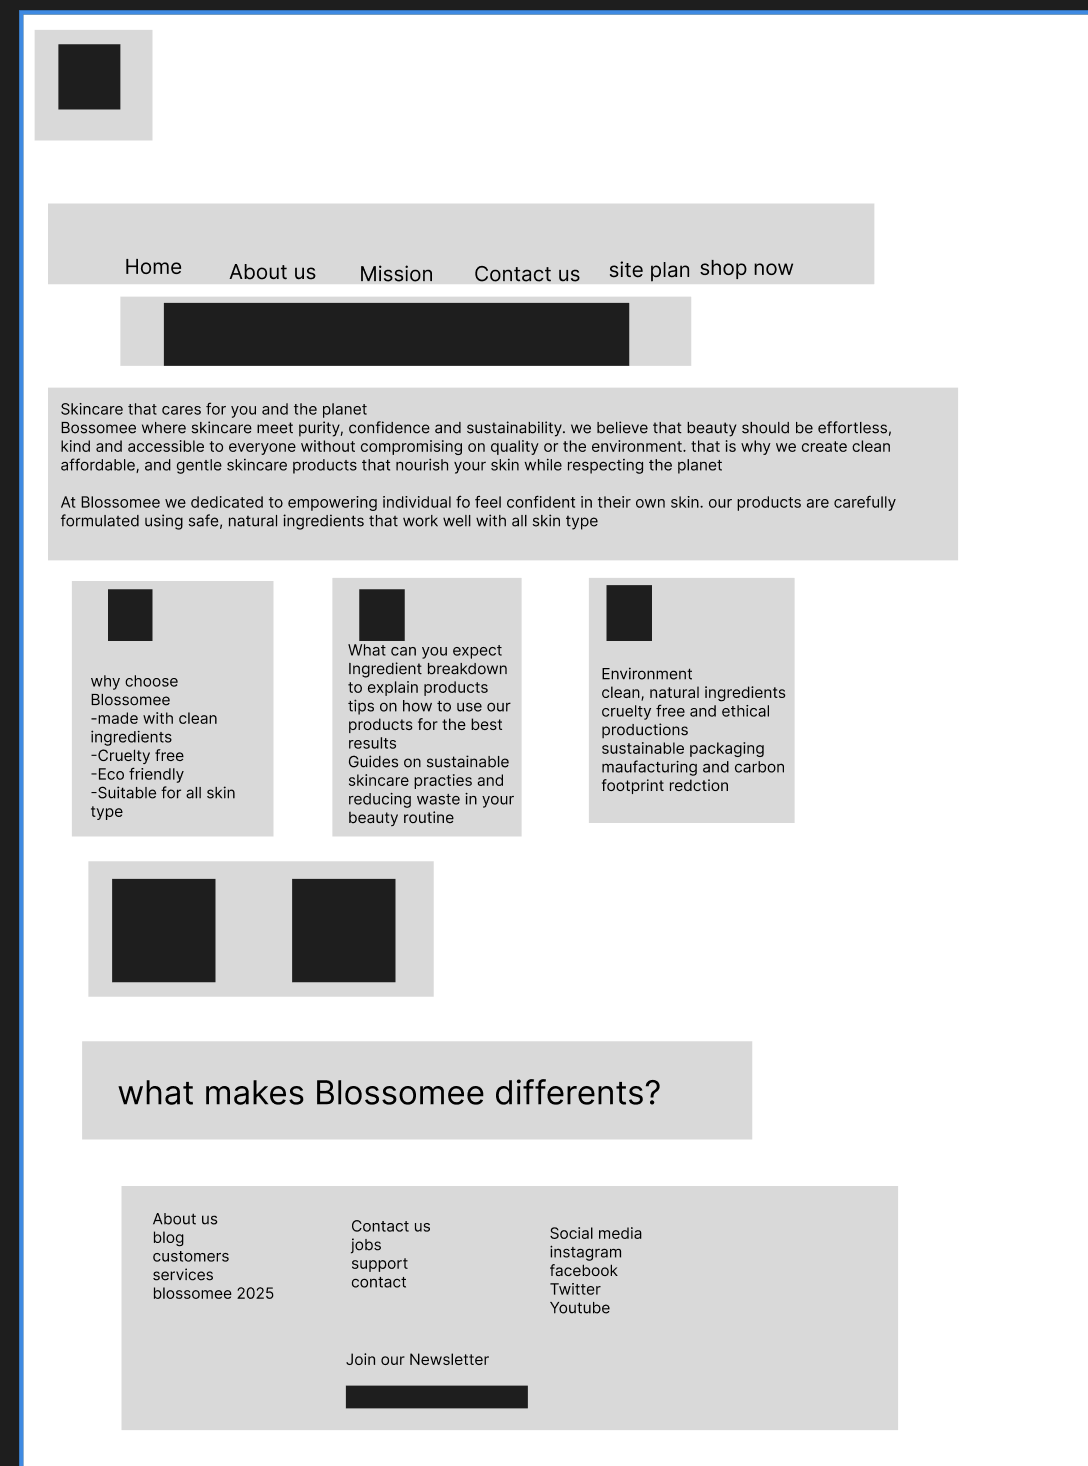 Home
About us
Mission
Contact us
site plan
shop now
Skincare that cares for you and the planet
Bossomee where skincare meet purity, confidence and sustainability. we believe that beauty should be effortless,
kind and accessible to everyone without compromising on quality or the environment. that is why we create clean
affordable, and gentle skincare products that nourish your skin while respecting the planet
At Blossomee we dedicated to empowering individual fo feel confident in their own skin. our products are carefully
formulated using safe, natural ingredients that work well with all skin type
why choose
Blossomee
-made with clean
ingredients
-Cruelty free
-Eco friendly
-Suitable for all skin
type
What can you expect
Ingredient breakdown
to explain products
tips on how to use our
products for the best
results
Guides on sustainable
skincare practies and
reducing waste in your
beauty routine
Environment
clean, natural ingredients
cruelty free and ethical
productions
sustainable packaging
maufacturing and carbon
footprint redction
what makes Blossomee differents?
About us
blog
customers
services
blossomee 2025
Contact us
jobs
support
contact
Social media
instagram
facebook
Twitter
Youtube
Join our Newsletter